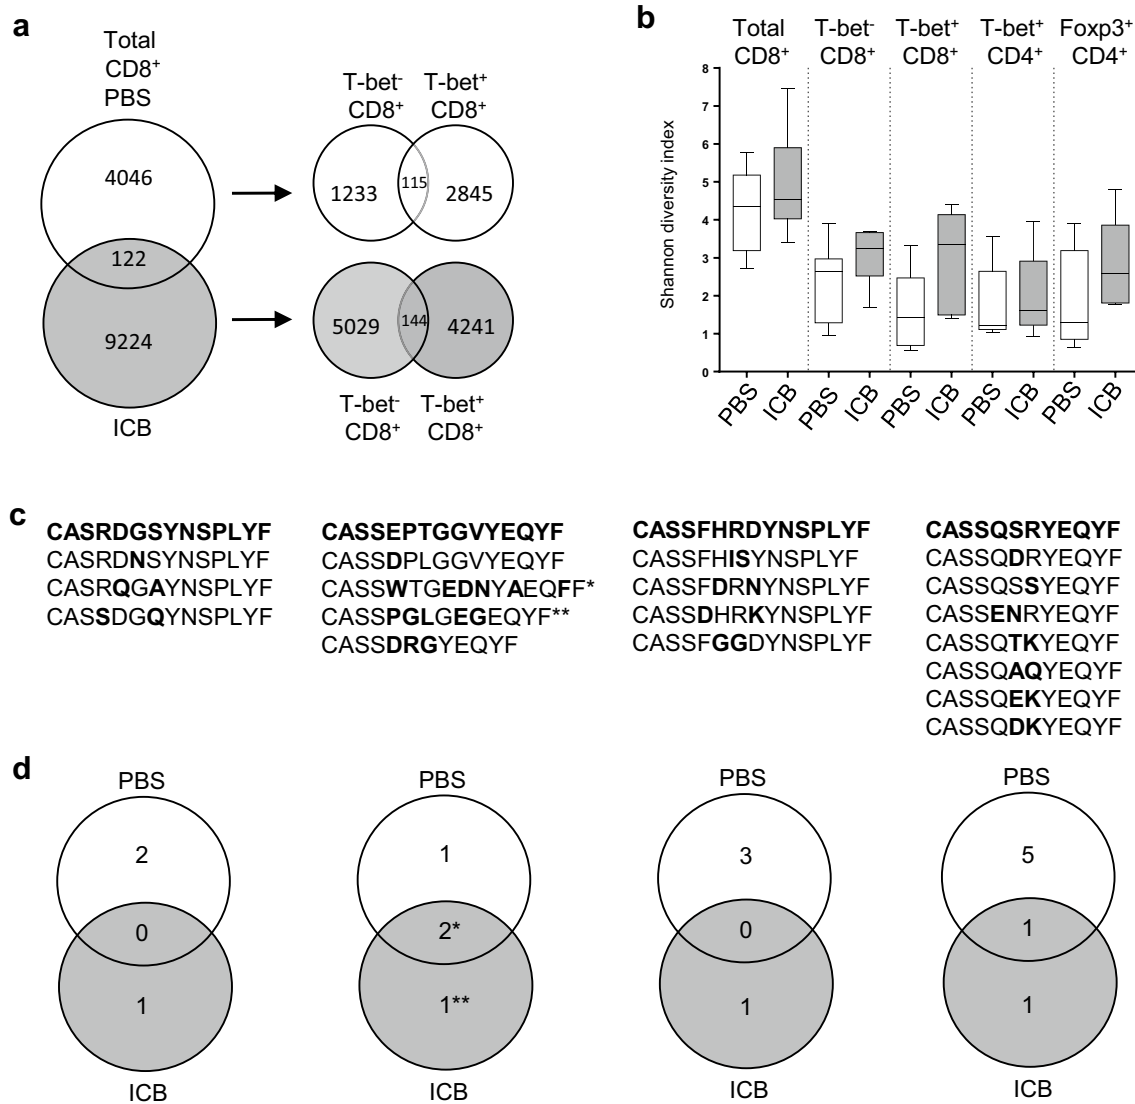 a
Total
CD8+
PBS
4046
122
9224
ICB
T-bet- T-bet+
CD8+ CD8+
1233 115 2845
5029 144 4241
T-bet- T-bet+
CD8+ CD8+
b
Total T-bet- T-bet+ T-bet+ Foxp3+
CD8+ CD8+ CD8+ CD4+ CD4+
Shannon diversity index
8
7
6
5
4
3
2
1
0
PBS ICB PBS ICB PBS ICB PBS ICB PBS ICB
c
CASRDGSYNSPLYF
CASRDNSYNSPLYF
CASRQGAYNSPLYF
CASSDGQYNSPLYF
CASSEPTGGVYEQYF
CASSDPLGGVYEQYF
CASSWTGEDNYAEQFF*
CASSPGLGEGEQYF**
CASSDRGYEQYF
CASSFHRDYNSPLYF
CASSFHISYNSPLYF
CASSFDRNYNSPLYF
CASSDHRKYNSPLYF
CASSFGGDYNSPLYF
CASSQSRYEQYF
CASSQDRYEQYF
CASSQSSYEQYF
CASSENRYEQYF
CASSQTKYEQYF
CASSQAQYEQYF
CASSQEKYEQYF
CASSQDKYEQYF
d
PBS
2
0
1
ICB
PBS
1
2*
1**
ICB
PBS
3
0
1
ICB
PBS
5
1
1
ICB